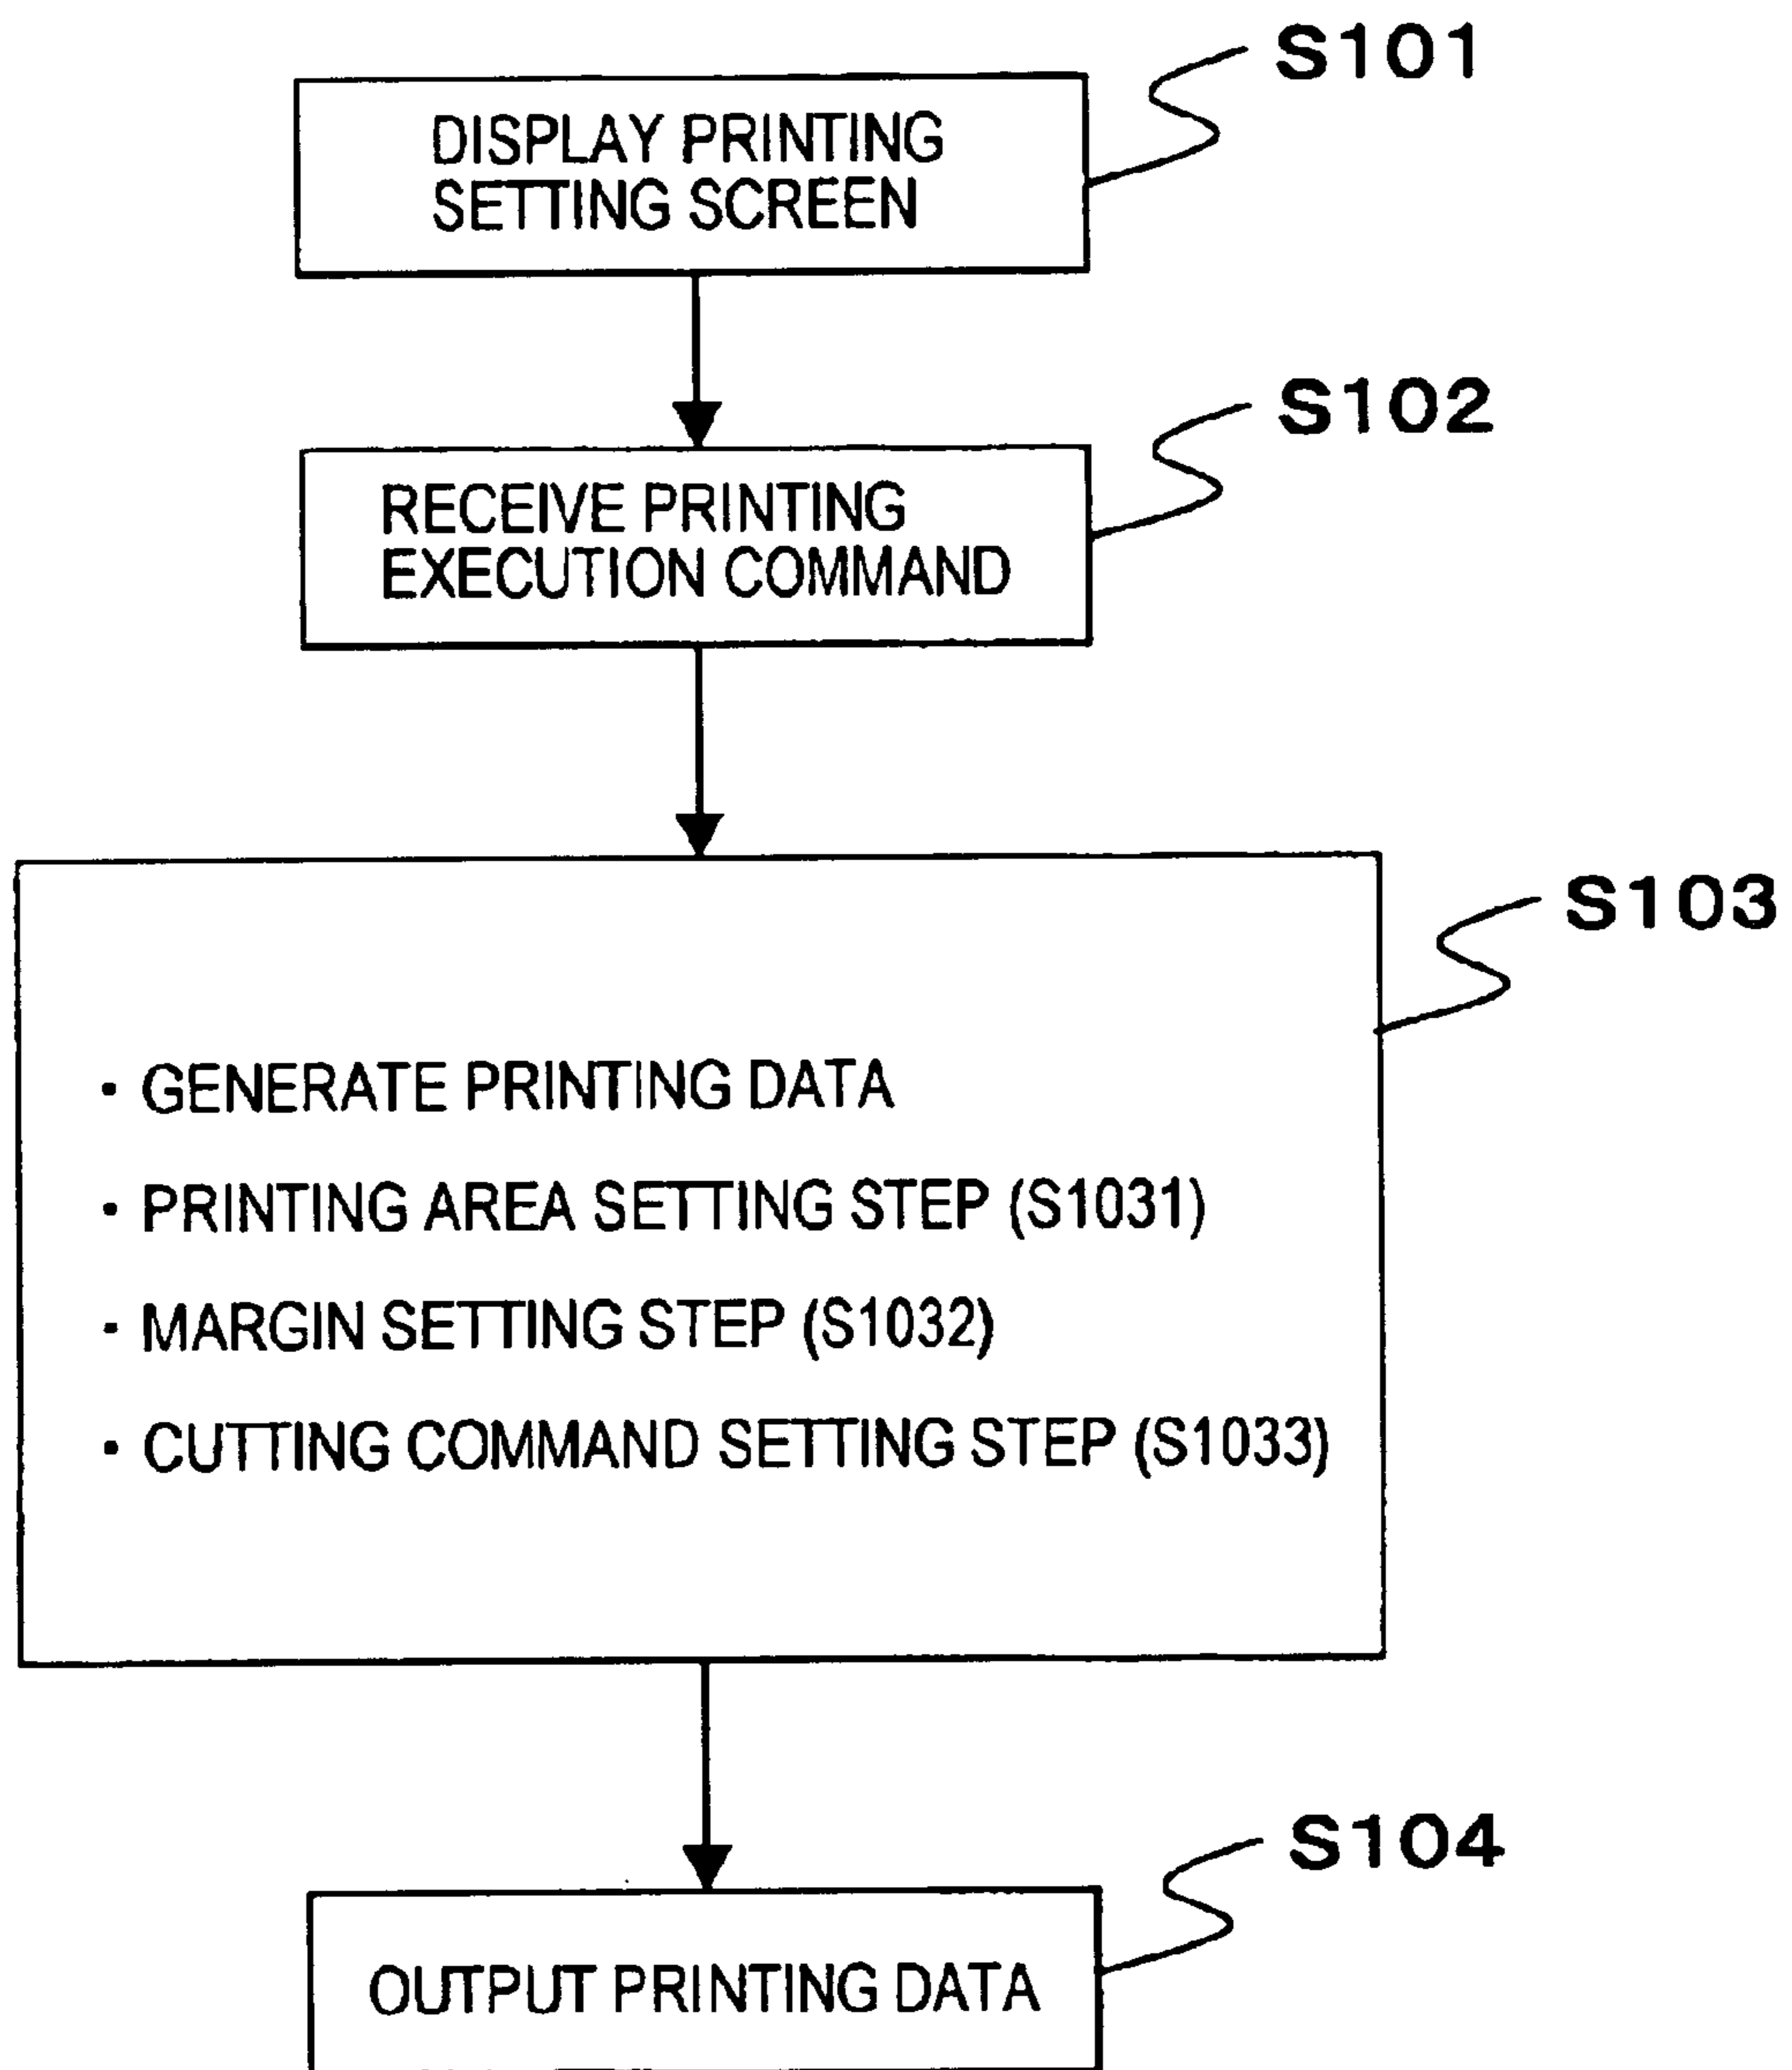 S101
DISPLAY PRINTING
SETTING SCREEN
S102
RECEIVE PRINTING
EXECUTION COMMAND
S103
· GENERATE PRINTING DATA
· PRINTING AREA SETTING STEP (S1031)
· MARGIN SETTING STEP (S1032)
· CUTTING COMMAND SETTING STEP (S1033)
S104
OUTPUT PRINTING DATA